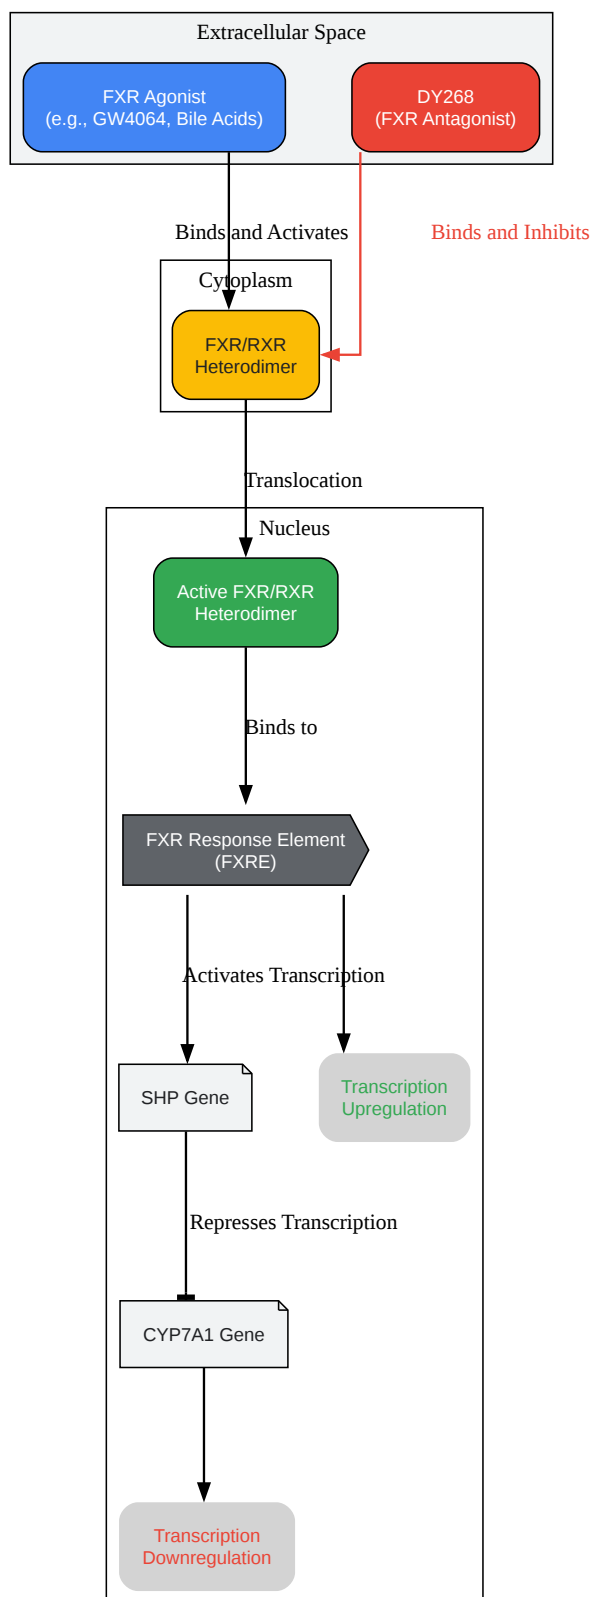 Extracellular Space
FXR Agonist
(e.g., GW4064, Bile Acids)
DY268
(FXR Antagonist)
Binds and Activates
Binds and Inhibits
Cytoplasm
FXR/RXR
Heterodimer
Translocation
Nucleus
Active FXR/RXR
Heterodimer
Binds to
FXR Response Element
(FXRE)
Activates Transcription
SHP Gene
Transcription
Upregulation
Represses Transcription
CYP7A1 Gene
Transcription
Downregulation